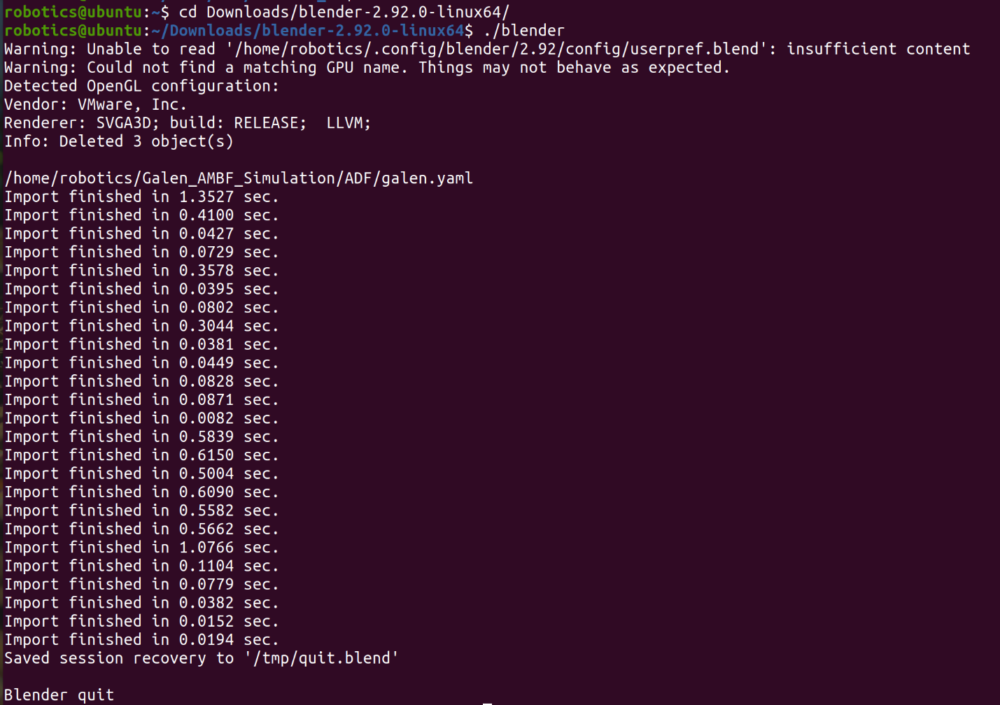 robotics@ubuntu:~$ cd Downloads/blender-2.92.0-linux64/
robotics@ubuntu:~/Downloads/blender-2.92.0-linux64$ ./blender
Warning: Unable to read '/home/robotics/.config/blender/2.92/config/userpref.blend': insufficient content
Warning: Could not find a matching GPU name. Things may not behave as expected.
Detected OpenGL configuration:
Vendor: VMware, Inc.
Renderer: SVGA3D; build: RELEASE;  LLVM;
Info: Deleted 3 object(s)

/home/robotics/Galen_AMBF_Simulation/ADF/galen.yaml
Import finished in 1.3527 sec.
Import finished in 0.4100 sec.
Import finished in 0.0427 sec.
Import finished in 0.0729 sec.
Import finished in 0.3578 sec.
Import finished in 0.0395 sec.
Import finished in 0.0802 sec.
Import finished in 0.3044 sec.
Import finished in 0.0381 sec.
Import finished in 0.0449 sec.
Import finished in 0.0828 sec.
Import finished in 0.0871 sec.
Import finished in 0.0082 sec.
Import finished in 0.5839 sec.
Import finished in 0.6150 sec.
Import finished in 0.5004 sec.
Import finished in 0.6090 sec.
Import finished in 0.5582 sec.
Import finished in 0.5662 sec.
Import finished in 1.0766 sec.
Import finished in 0.1104 sec.
Import finished in 0.0779 sec.
Import finished in 0.0382 sec.
Import finished in 0.0152 sec.
Import finished in 0.0194 sec.
Saved session recovery to '/tmp/quit.blend'

Blender quit